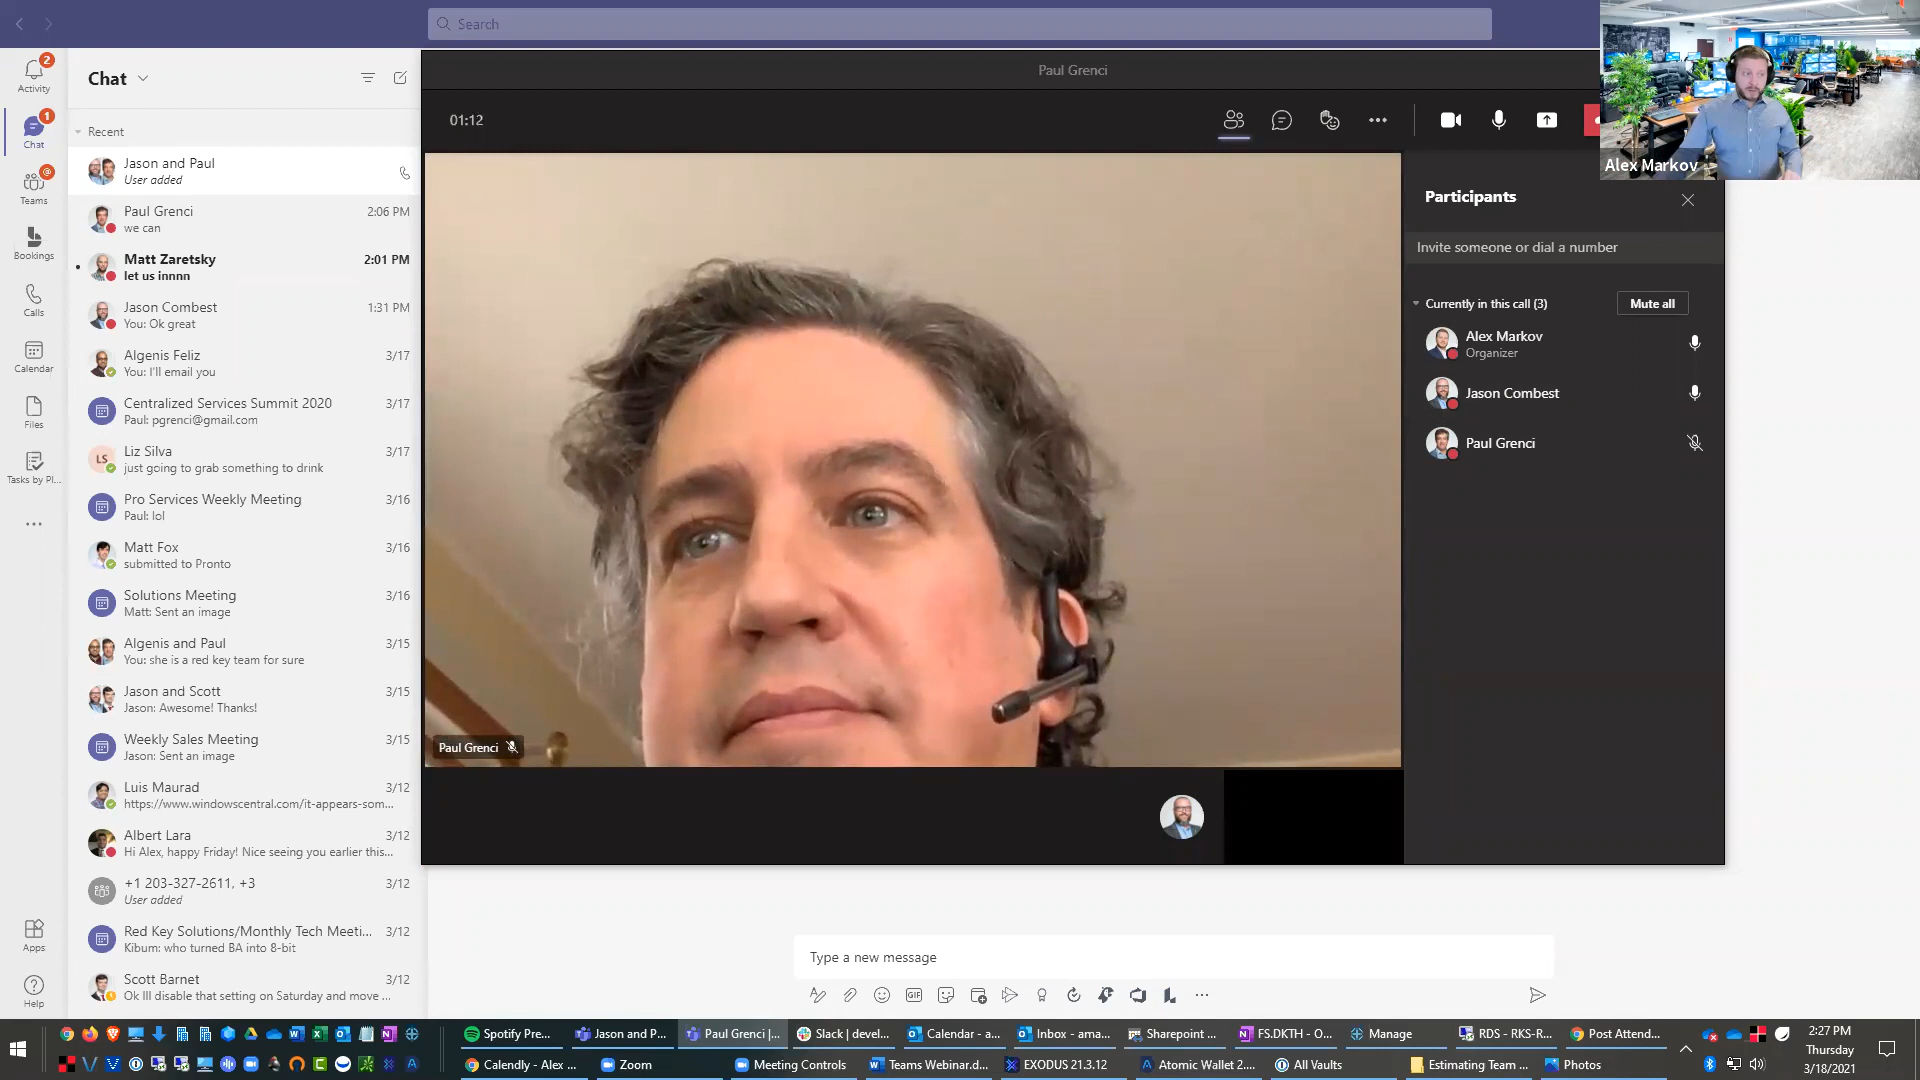 Search
Paul Grenci
Alex Markov
2
Activity
1
Chat
Teams
Bookings
Calls
Calendar
Files
Tasks by Pl...
Apps
Help
Chat
Recent
Jason and Paul
User added
Paul Grenci 2:06 PM
we can
Matt Zaretsky 2:01 PM
let us innnn
Jason Combest 1:31 PM
You: Ok great
Algenis Feliz 3/17
You: I'll email you
Centralized Services Summit 2020 3/17
Paul: pgrenci@gmail.com
LS
Liz Silva 3/17
just going to grab something to drink
Pro Services Weekly Meeting 3/16
Paul: lol
Matt Fox 3/16
submitted to Pronto
Solutions Meeting 3/16
Matt: Sent an image
Algenis and Paul 3/15
You: she is a red key team for sure
Jason and Scott 3/15
Jason: Awesome! Thanks!
Weekly Sales Meeting 3/15
Jason: Sent an image
Luis Maurad 3/12
https://www.windowscentral.com/it-appears-som...
Albert Lara 3/12
Hi Alex, happy Friday! Nice seeing you earlier this...
+1 203-327-2611, +3 3/12
User added
Red Key Solutions/Monthly Tech Meeti... 3/12
Kibum: who turned BA into 8-bit
Scott Barnet 3/12
Ok Ill disable that setting on Saturday and move ...
01:12
Paul Grenci
Participants
Invite someone or dial a number
Currently in this call (3) Mute all
Alex Markov
Organizer
Jason Combest
Paul Grenci
Type a new message
GIF
Spotify Pre... Jason and P... Paul Grenci |... Slack | devel... Calendar - a... Inbox - ama... Sharepoint ... FS.DKTH - O... Manage RDS - RKS-R... Post Attend...
Calendly - Alex ... Zoom Meeting Controls Teams Webinar.d... EXODUS 21.3.12 Atomic Wallet 2.... All Vaults Estimating Team ... Photos
2:27 PM
Thursday
3/18/2021